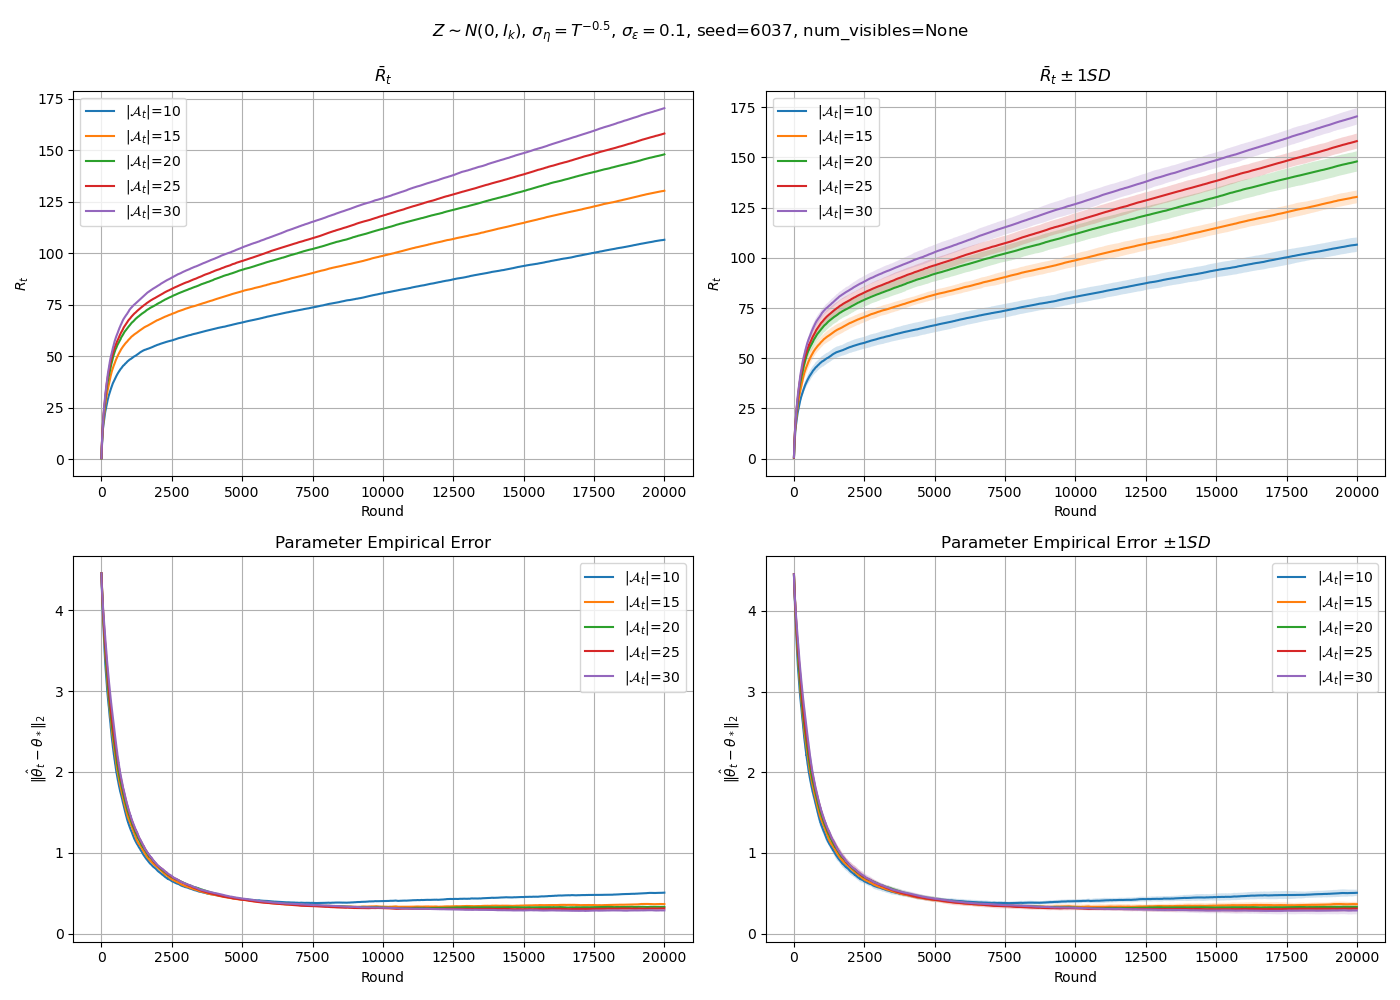 Z ~ N(0, I_k), σ_η = T^{−0.5}, σ_ε = 0.1, seed=6037, num_visibles=None
R̄_t
R_t
175
150
125
100
75
50
25
0
|𝒜_t|=10
|𝒜_t|=15
|𝒜_t|=20
|𝒜_t|=25
|𝒜_t|=30
0 2500 5000 7500 10000 12500 15000 17500 20000
Round
R̄_t ± 1SD
R_t
175
150
125
100
75
50
25
0
|𝒜_t|=10
|𝒜_t|=15
|𝒜_t|=20
|𝒜_t|=25
|𝒜_t|=30
0 2500 5000 7500 10000 12500 15000 17500 20000
Round
Parameter Empirical Error
‖θ̂_t − θ_*‖_2
4
3
2
1
0
|𝒜_t|=10
|𝒜_t|=15
|𝒜_t|=20
|𝒜_t|=25
|𝒜_t|=30
0 2500 5000 7500 10000 12500 15000 17500 20000
Round
Parameter Empirical Error ±1SD
‖θ̂_t − θ_*‖_2
4
3
2
1
0
|𝒜_t|=10
|𝒜_t|=15
|𝒜_t|=20
|𝒜_t|=25
|𝒜_t|=30
0 2500 5000 7500 10000 12500 15000 17500 20000
Round